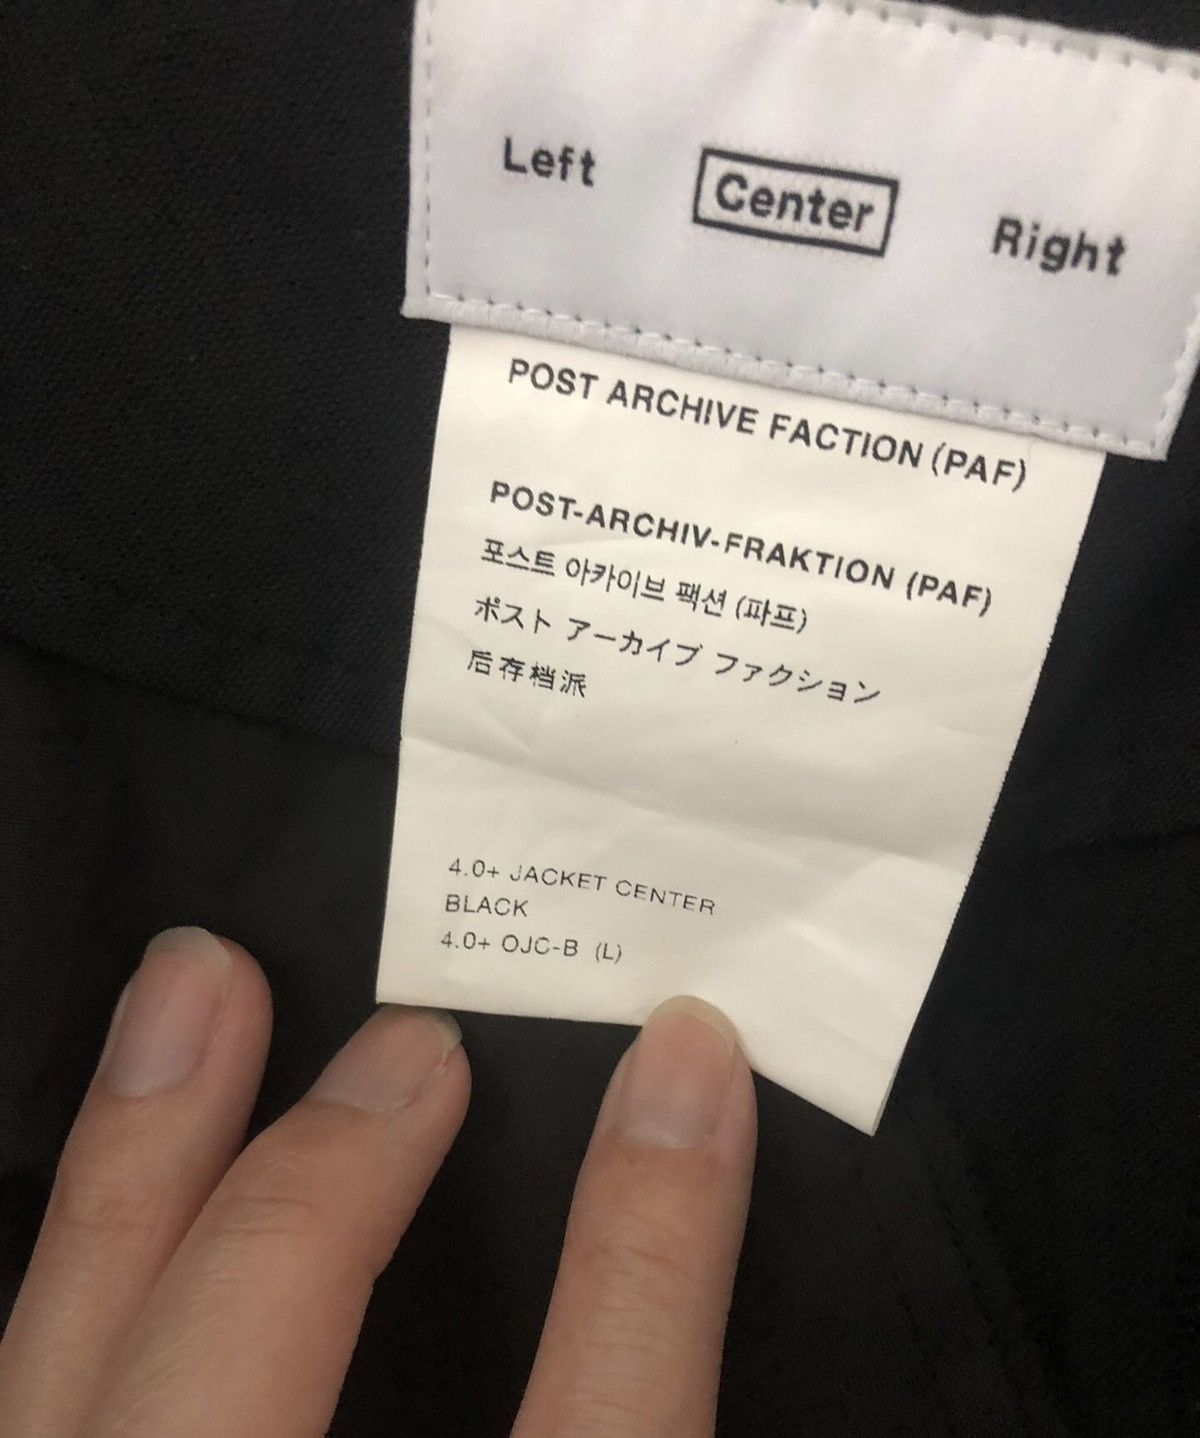 Left Center Right
POST ARCHIVE FACTION (PAF)
POST-ARCHIV-FRAKTION (PAF)
포스트 아카이브 팩션 (파프)
ポスト アーカイブ ファクション
后存档派
4.0+ JACKET CENTER
BLACK
4.0+ OJC-B (L)